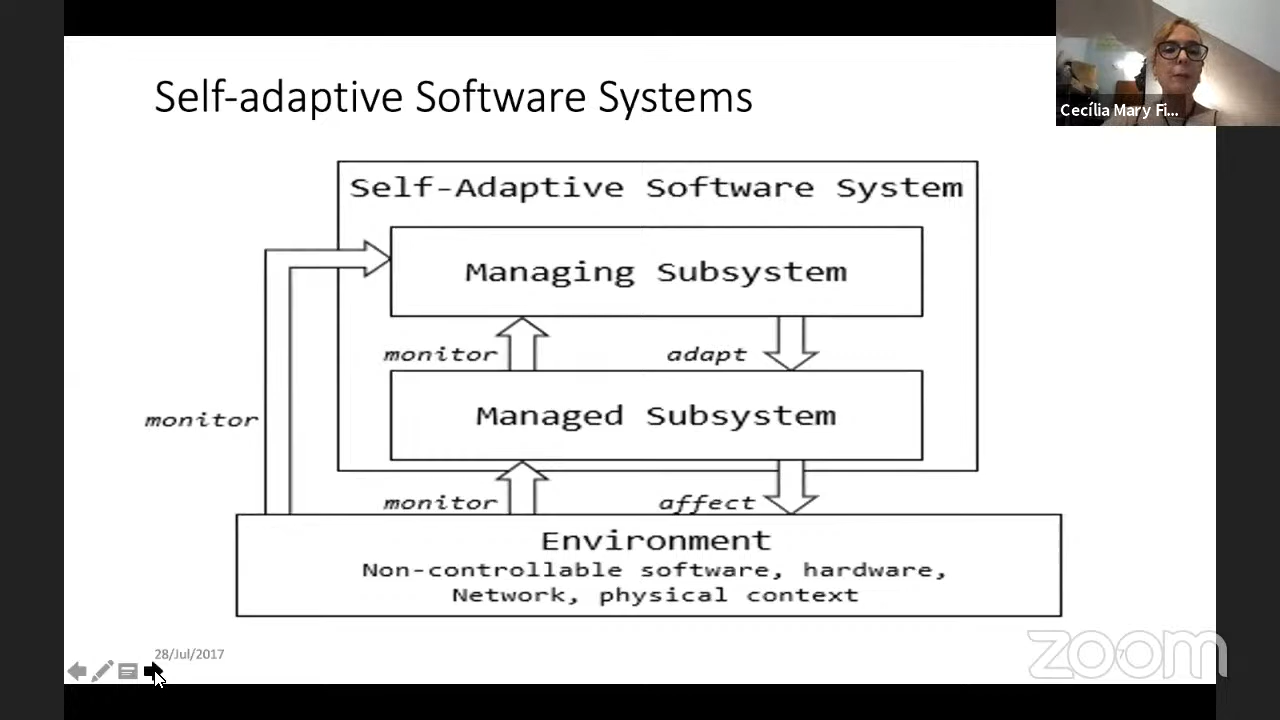 Self-adaptive Software Systems
Cecília Mary Fi...
Self-Adaptive Software System
Managing Subsystem
monitor
adapt
monitor
Managed Subsystem
monitor
affect
Environment
Non-controllable software, hardware,
Network, physical context
28/Jul/2017
7
zoom